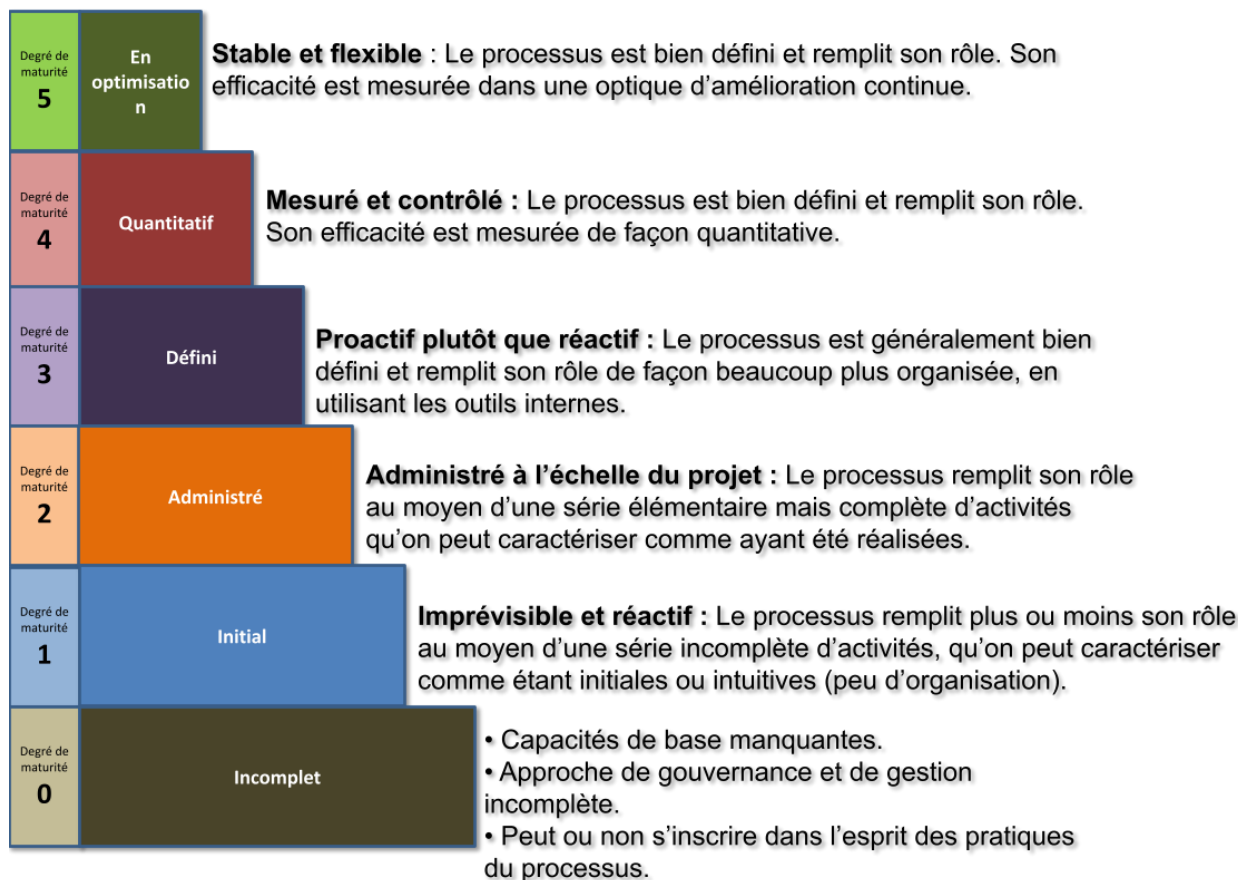 Degré de
maturité
5
En
optimisatio
n
Stable et flexible : Le processus est bien défini et remplit son rôle. Son
efficacité est mesurée dans une optique d’amélioration continue.
Degré de
maturité
4
Quantitatif
Mesuré et contrôlé : Le processus est bien défini et remplit son rôle.
Son efficacité est mesurée de façon quantitative.
Degré de
maturité
3
Défini
Proactif plutôt que réactif : Le processus est généralement bien
défini et remplit son rôle de façon beaucoup plus organisée, en
utilisant les outils internes.
Degré de
maturité
2
Administré
Administré à l’échelle du projet : Le processus remplit son rôle
au moyen d’une série élémentaire mais complète d’activités
qu’on peut caractériser comme ayant été réalisées.
Degré de
maturité
1
Initial
Imprévisible et réactif : Le processus remplit plus ou moins son rôle
au moyen d’une série incomplète d’activités, qu’on peut caractériser
comme étant initiales ou intuitives (peu d’organisation).
Degré de
maturité
0
Incomplet
• Capacités de base manquantes.
• Approche de gouvernance et de gestion
incomplète.
• Peut ou non s’inscrire dans l’esprit des pratiques
du processus.